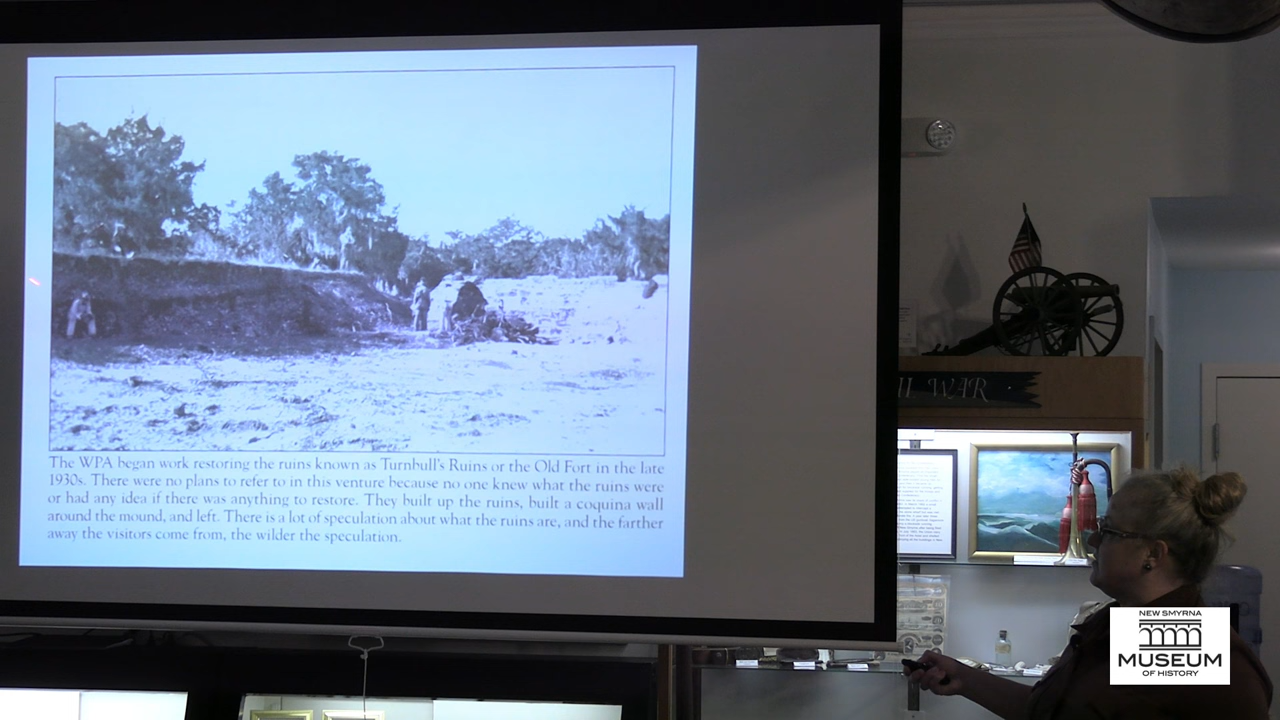 The WPA began work restoring the ruins known as Turnbull's Ruins or the Old Fort in the late
1930s. There were no plans to refer to in this venture because no one knew what the ruins were
or had any idea if there was anything to restore. They built up the ruins, built a coquina wall
around the mound, and left. There is a lot of speculation about what the ruins are, and the farther
away the visitors come from, the wilder the speculation.
WAR
NEW SMYRNA
MUSEUM
OF HISTORY